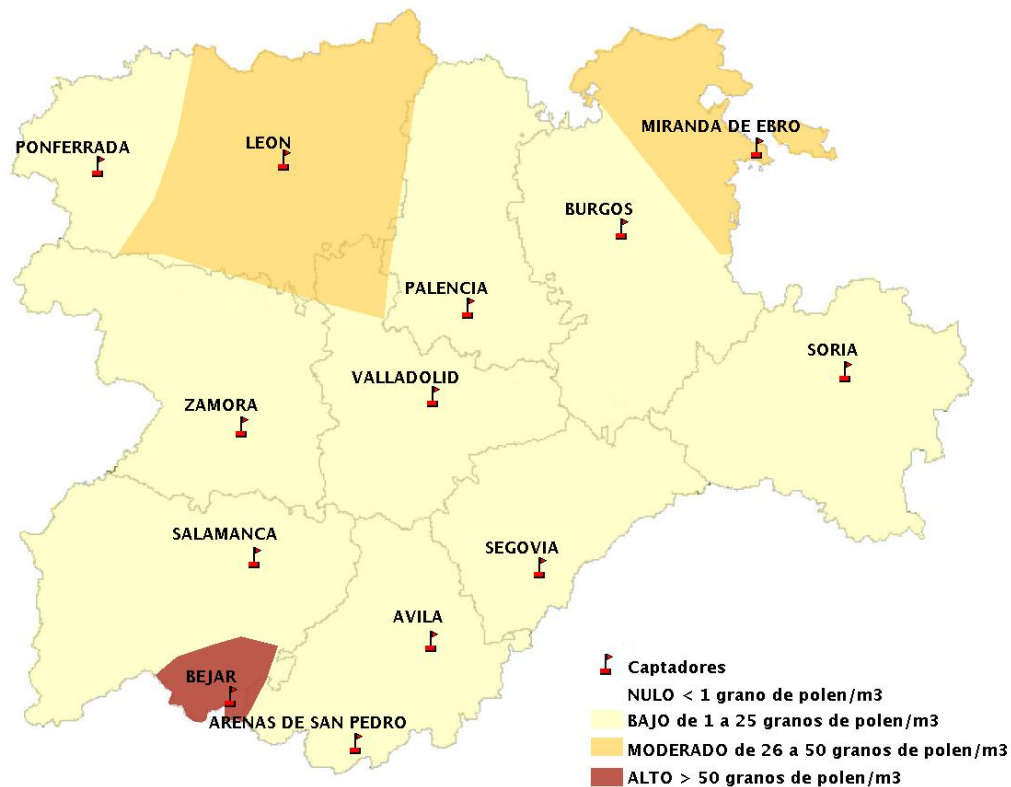 MIRANDA DE EBRO
PONFERRADA
LEON
BURGOS
PALENCIA
SORIA
VALLADOLID
ZAMORA
SALAMANCA
SEGOVIA
AVILA
BEJAR
ARENAS DE SAN PEDRO
Captadores
NULO < 1 grano de polen/m3
BAJO de 1 a 25 granos de polen/m3
MODERADO de 26 a 50 granos de polen/m3
ALTO > 50 granos de polen/m3